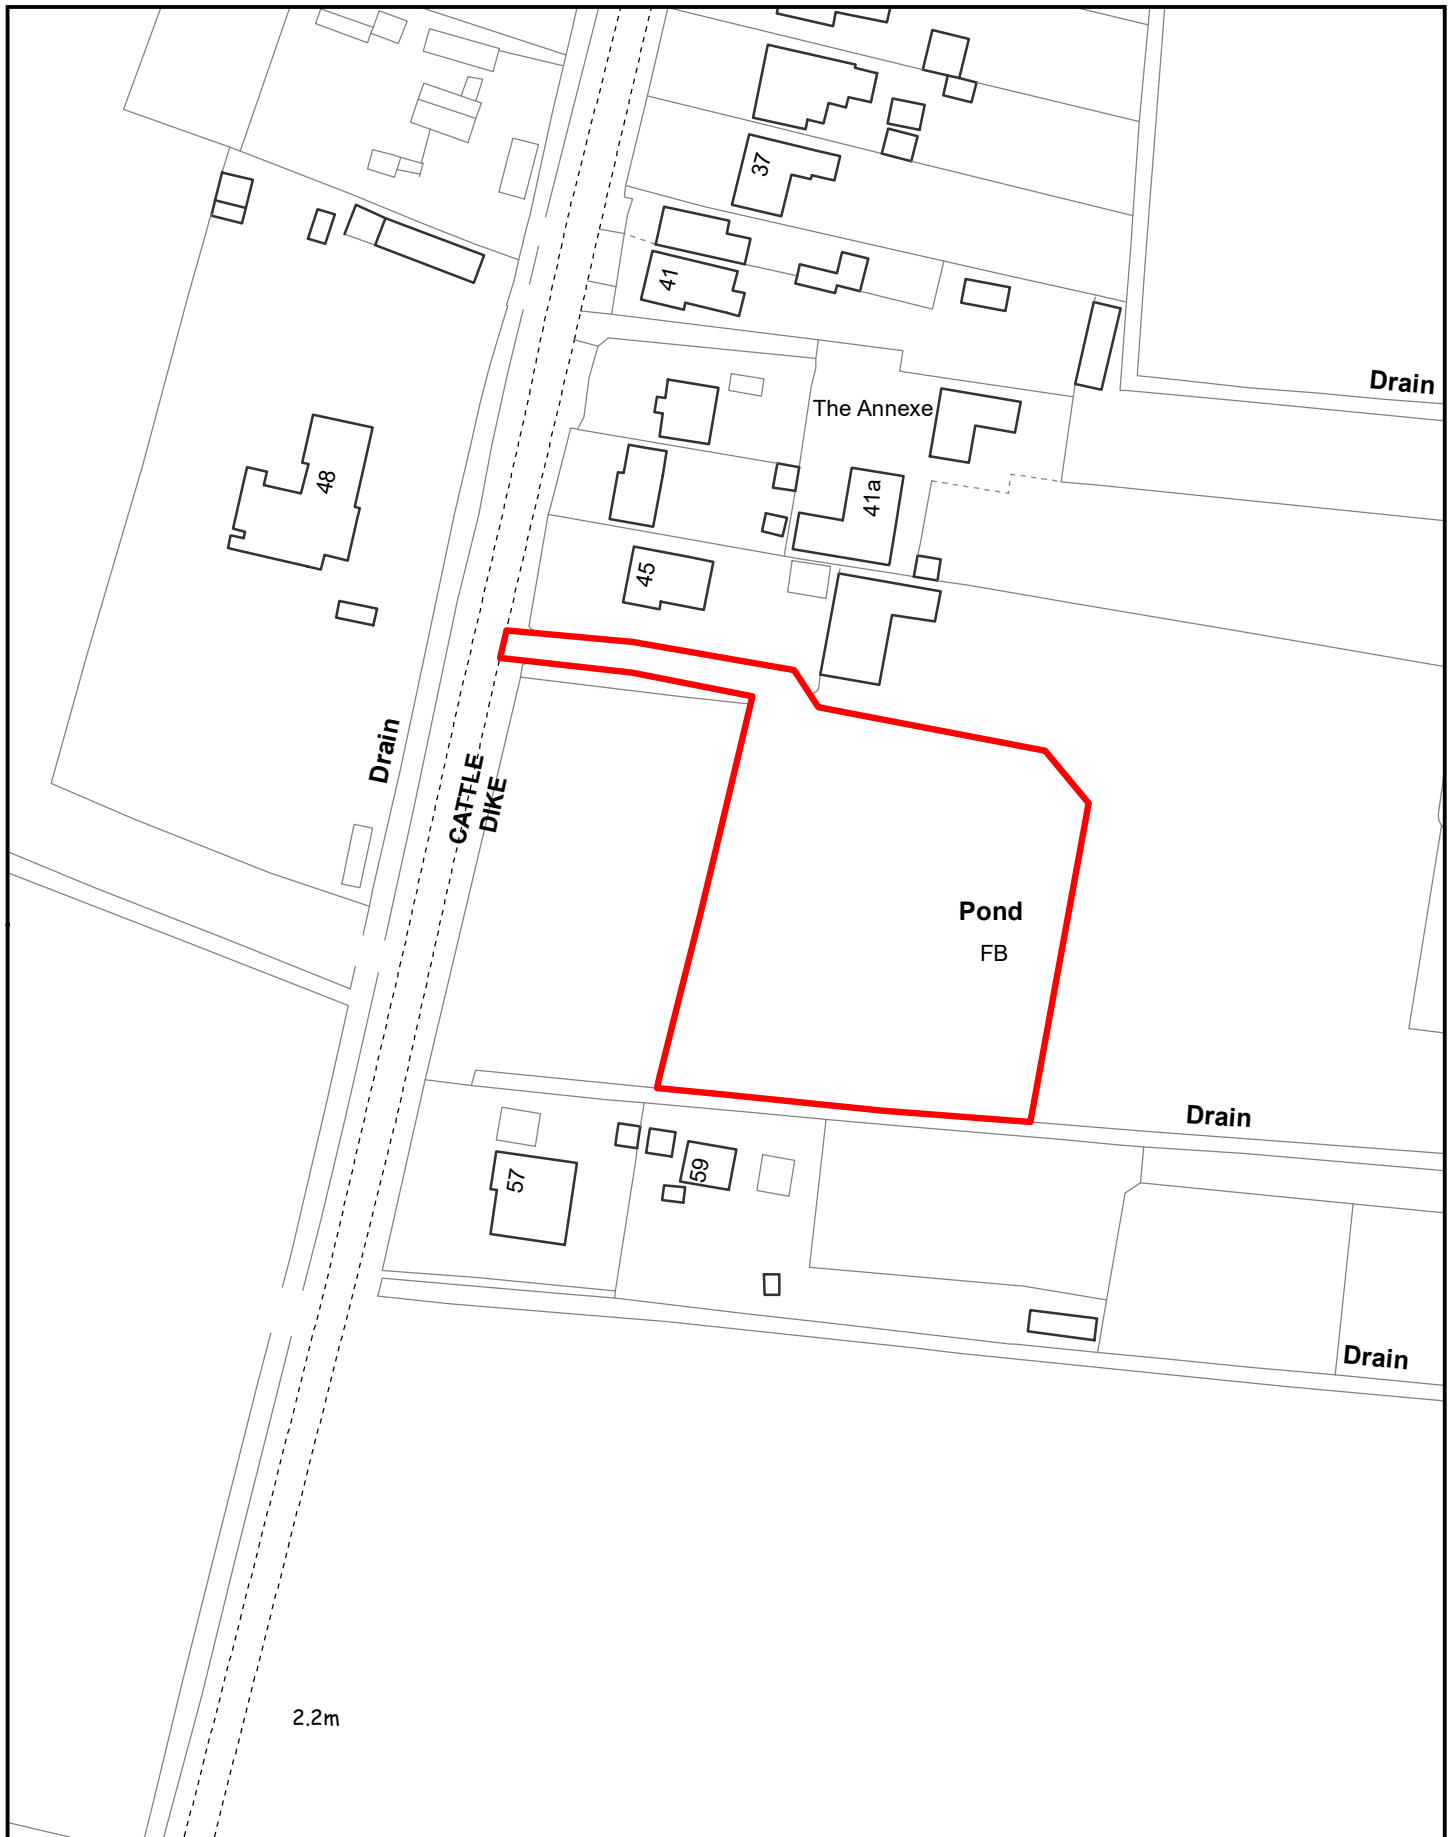 37
41
Drain
The Annexe
48
41a
45
Drain
CATTLE
DIKE
Pond
FB
Drain
57
59
Drain
2.2m